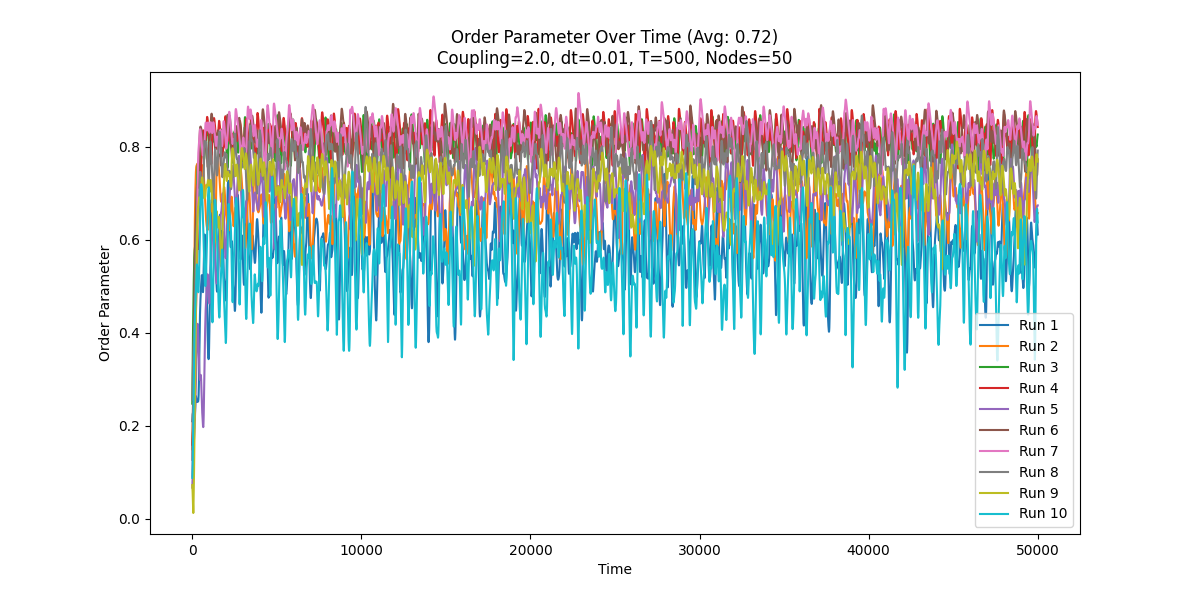 Order Parameter Over Time (Avg: 0.72)
Coupling=2.0, dt=0.01, T=500, Nodes=50
Order Parameter
0.8
0.6
0.4
0.2
0.0
0
10000
20000
30000
40000
50000
Time
Run 1
Run 2
Run 3
Run 4
Run 5
Run 6
Run 7
Run 8
Run 9
Run 10